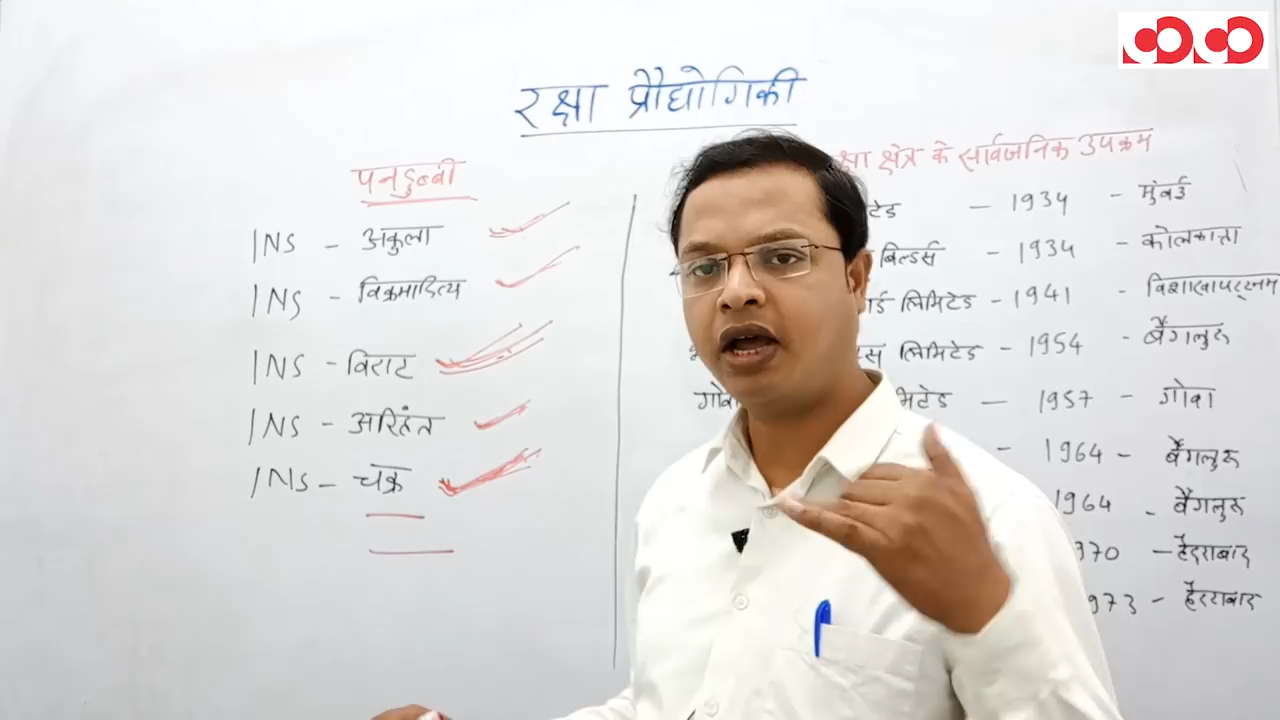 रक्षा प्रौद्योगिकी
पनडुब्बी
INS - अकुला
INS - विक्रमादित्य
INS - विराट
INS - अरिहंत
INS - चक्र
क्षा क्षेत्र के सार्वजनिक उपक्रम
टेड - 1934 - मुंबई
बिल्डर्स - 1934 - कोलकाता
ार्ड लिमिटेड - 1941 - विशाखापट्टनम
स लिमिटेड - 1954 - बैंगलुरू
गोवा मिटेड - 1957 - गोवा
- 1964 - बैंगलुरू
1964 - बैंगलुरू
970 - हैदराबाद
973 - हैदराबाद